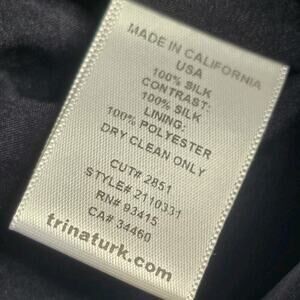 MADE IN CALIFORNIA
USA
100% SILK
CONTRAST:
100% SILK
LINING:
100% POLYESTER
DRY CLEAN ONLY
CUT# 2851
STYLE# 2110331
RN# 93415
CA# 34460
trinaturk.com